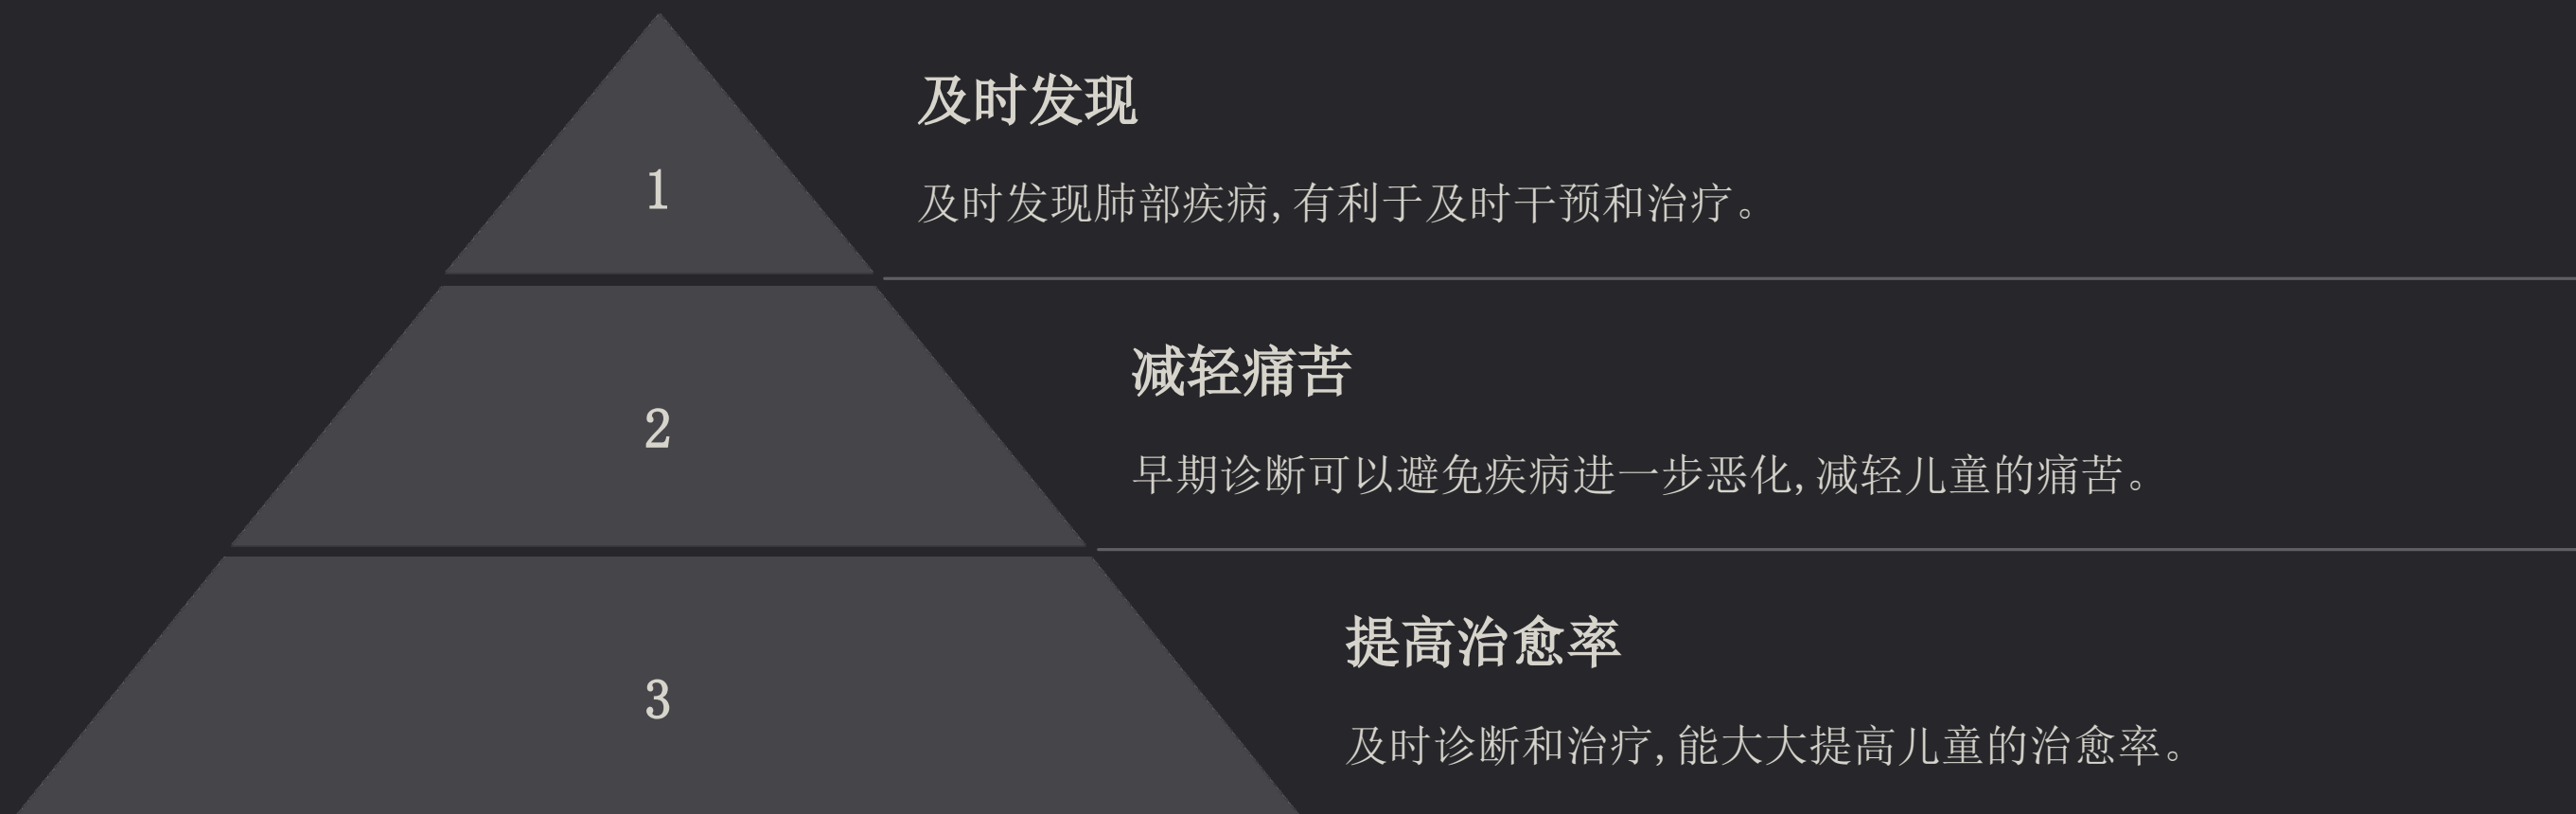 及时发现
1
及时发现肺部疾病,有利于及时干预和治疗。
减轻痛苦
2
早期诊断可以避免疾病进一步恶化,减轻儿童的痛苦。
提高治愈率
3
及时诊断和治疗,能大大提高儿童的治愈率。